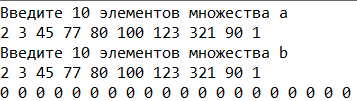 Введите 10 элементов множества a
2 3 45 77 80 100 123 321 90 1
Введите 10 элементов множества b
2 3 45 77 80 100 123 321 90 1
0 0 0 0 0 0 0 0 0 0 0 0 0 0 0 0 0 0 0 0